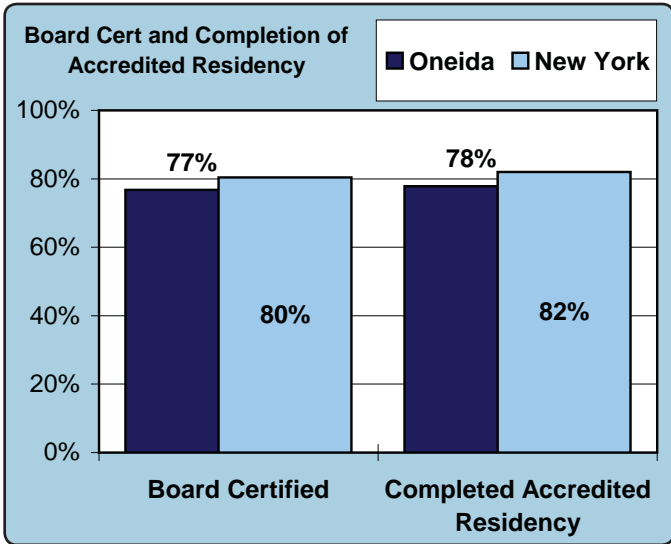 Board Cert and Completion of
Accredited Residency
Oneida New York
100%
80%
60%
40%
20%
0%
77%
80%
78%
82%
Board Certified
Completed Accredited
Residency